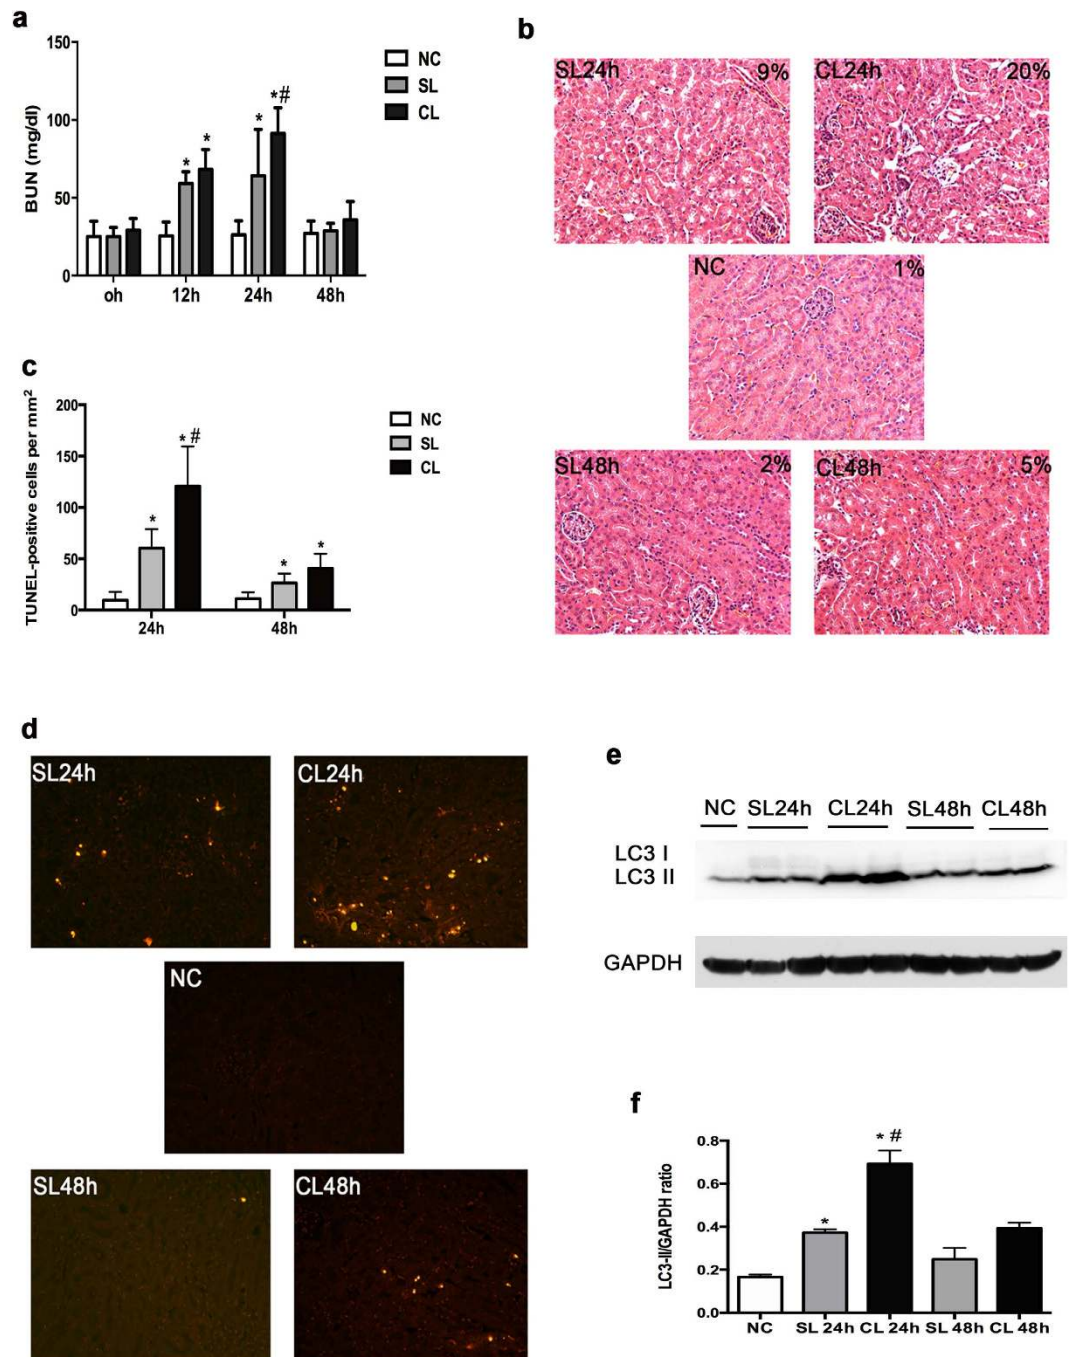 a
150
100
50
0
BUN (mg/dl)
* * * *#
oh 12h 24h 48h
NC
SL
CL
b
SL24h 9%
CL24h 20%
NC 1%
SL48h 2%
CL48h 5%
c
200
150
100
50
0
TUNEL-positive cells per mm²
* *# * *
24h 48h
NC
SL
CL
d
SL24h
CL24h
NC
SL48h
CL48h
e
NC SL24h CL24h SL48h CL48h
LC3 I
LC3 II
GAPDH
f
0.8
0.6
0.4
0.2
0.0
LC3-II/GAPDH ratio
* * #
NC SL 24h CL 24h SL 48h CL 48h